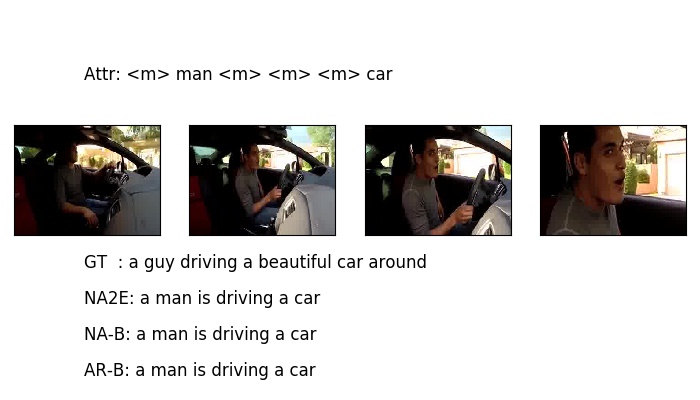 Attr: <m> man <m> <m> <m> car
GT : a guy driving a beautiful car around
NA2E: a man is driving a car
NA-B: a man is driving a car
AR-B: a man is driving a car